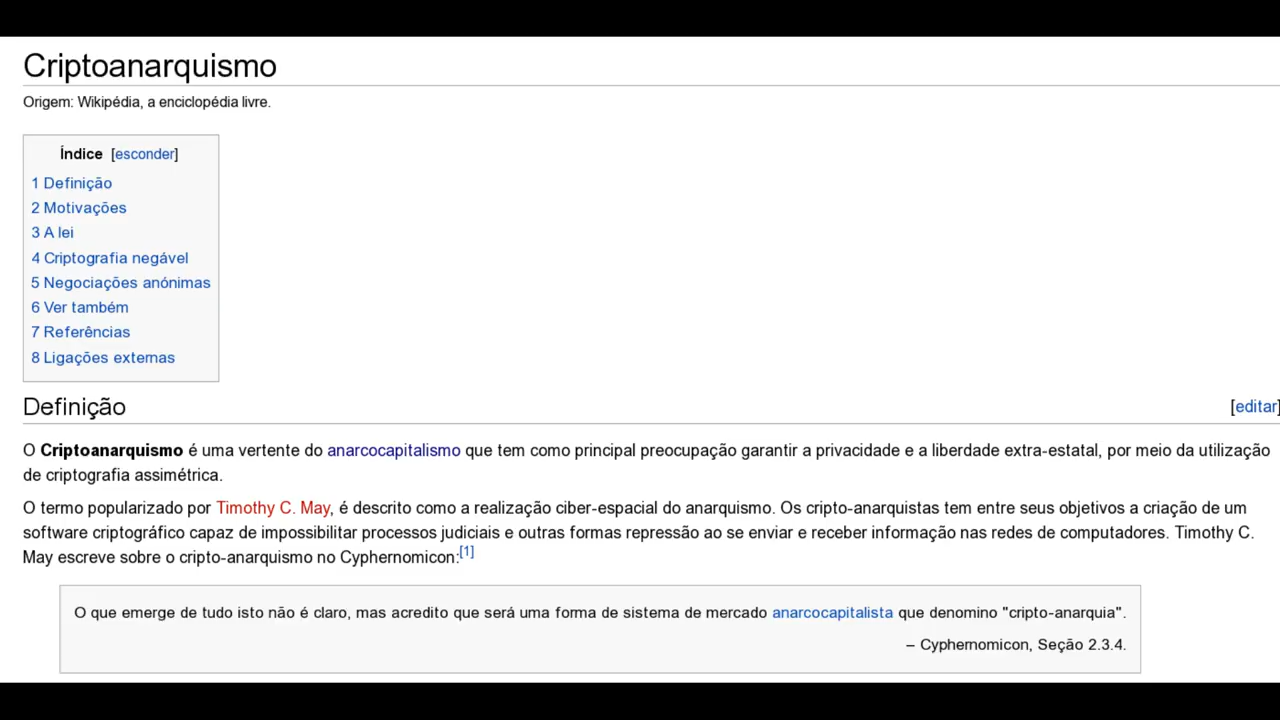 Criptoanarquismo
Origem: Wikipédia, a enciclopédia livre.
Índice [esconder]
1 Definição
2 Motivações
3 A lei
4 Criptografia negável
5 Negociações anónimas
6 Ver também
7 Referências
8 Ligações externas
Definição [editar]
O Criptoanarquismo é uma vertente do anarcocapitalismo que tem como principal preocupação garantir a privacidade e a liberdade extra-estatal, por meio da utilização
de criptografia assimétrica.
O termo popularizado por Timothy C. May, é descrito como a realização ciber-espacial do anarquismo. Os cripto-anarquistas tem entre seus objetivos a criação de um
software criptográfico capaz de impossibilitar processos judiciais e outras formas repressão ao se enviar e receber informação nas redes de computadores. Timothy C.
May escreve sobre o cripto-anarquismo no Cyphernomicon:[1]
O que emerge de tudo isto não é claro, mas acredito que será uma forma de sistema de mercado anarcocapitalista que denomino "cripto-anarquia".
– Cyphernomicon, Seção 2.3.4.